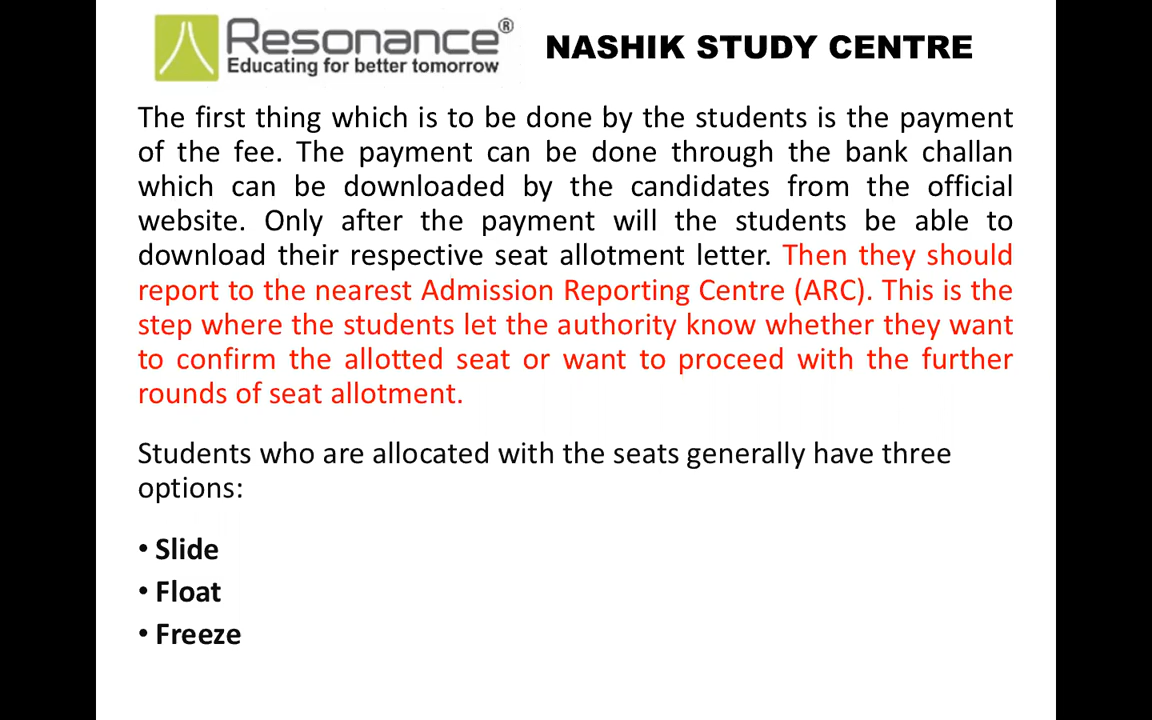 Resonance®
Educating for better tomorrow
NASHIK STUDY CENTRE
The first thing which is to be done by the students is the payment
of the fee. The payment can be done through the bank challan
which can be downloaded by the candidates from the official
website. Only after the payment will the students be able to
download their respective seat allotment letter. Then they should
report to the nearest Admission Reporting Centre (ARC). This is the
step where the students let the authority know whether they want
to confirm the allotted seat or want to proceed with the further
rounds of seat allotment.
Students who are allocated with the seats generally have three
options:
• Slide
• Float
• Freeze